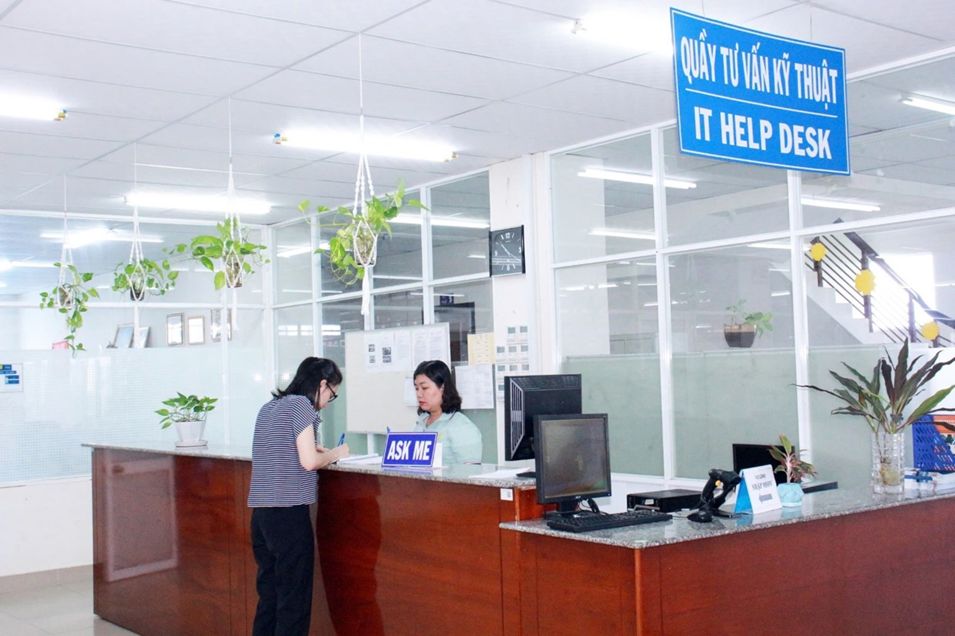 QUẦY TƯ VẤN KỸ THUẬT
IT HELP DESK
ASK ME